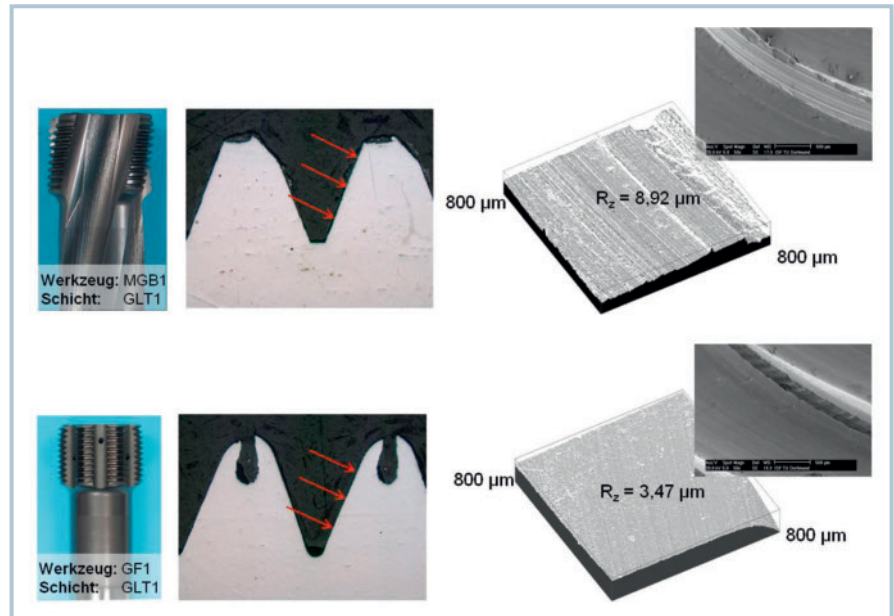 Werkzeug: MGB1
Schicht: GLT1
800 µm
R_z = 8,92 µm
800 µm
Werkzeug: GF1
Schicht: GLT1
800 µm
R_z = 3,47 µm
800 µm